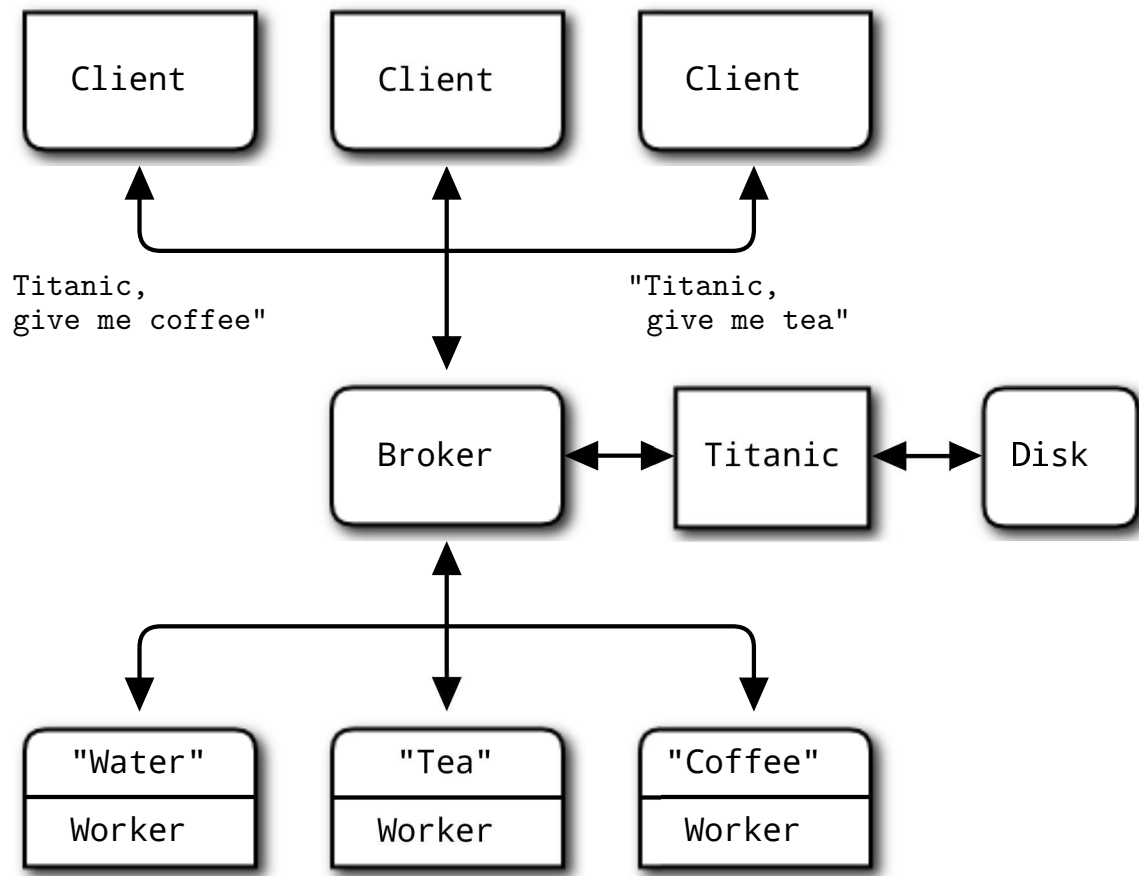 Client
Client
Client
Titanic,
give me coffee"
"Titanic,
give me tea"
Broker
Titanic
Disk
"Water"
"Tea"
"Coffee"
Worker
Worker
Worker